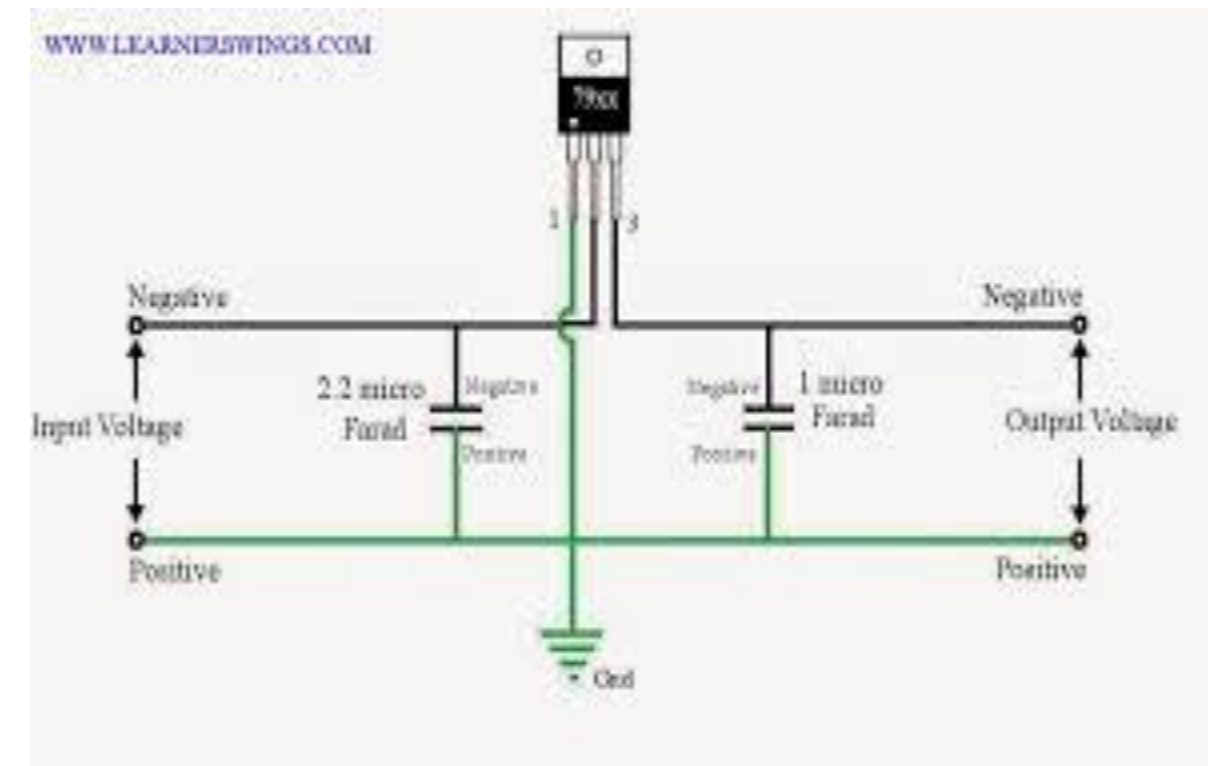 WWW.LEARNERSWINGS.COM
79XX
1
3
Negative
Negative
2.2 micro
Farad
Negative
Positive
Negative
Positive
1 micro
Farad
Input Voltage
Output Voltage
Positive
Positive
Gnd